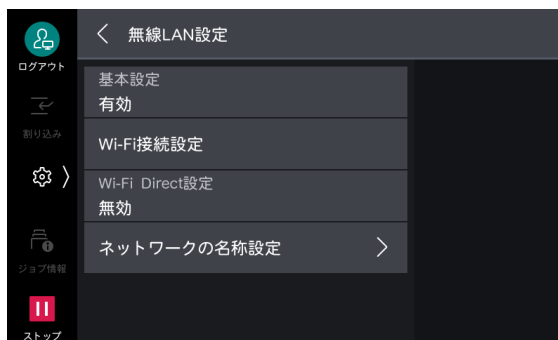 無線LAN設定
ログアウト
基本設定
有効
割り込み
Wi-Fi接続設定
Wi-Fi Direct設定
無効
ネットワークの名称設定
ジョブ情報
ストップ